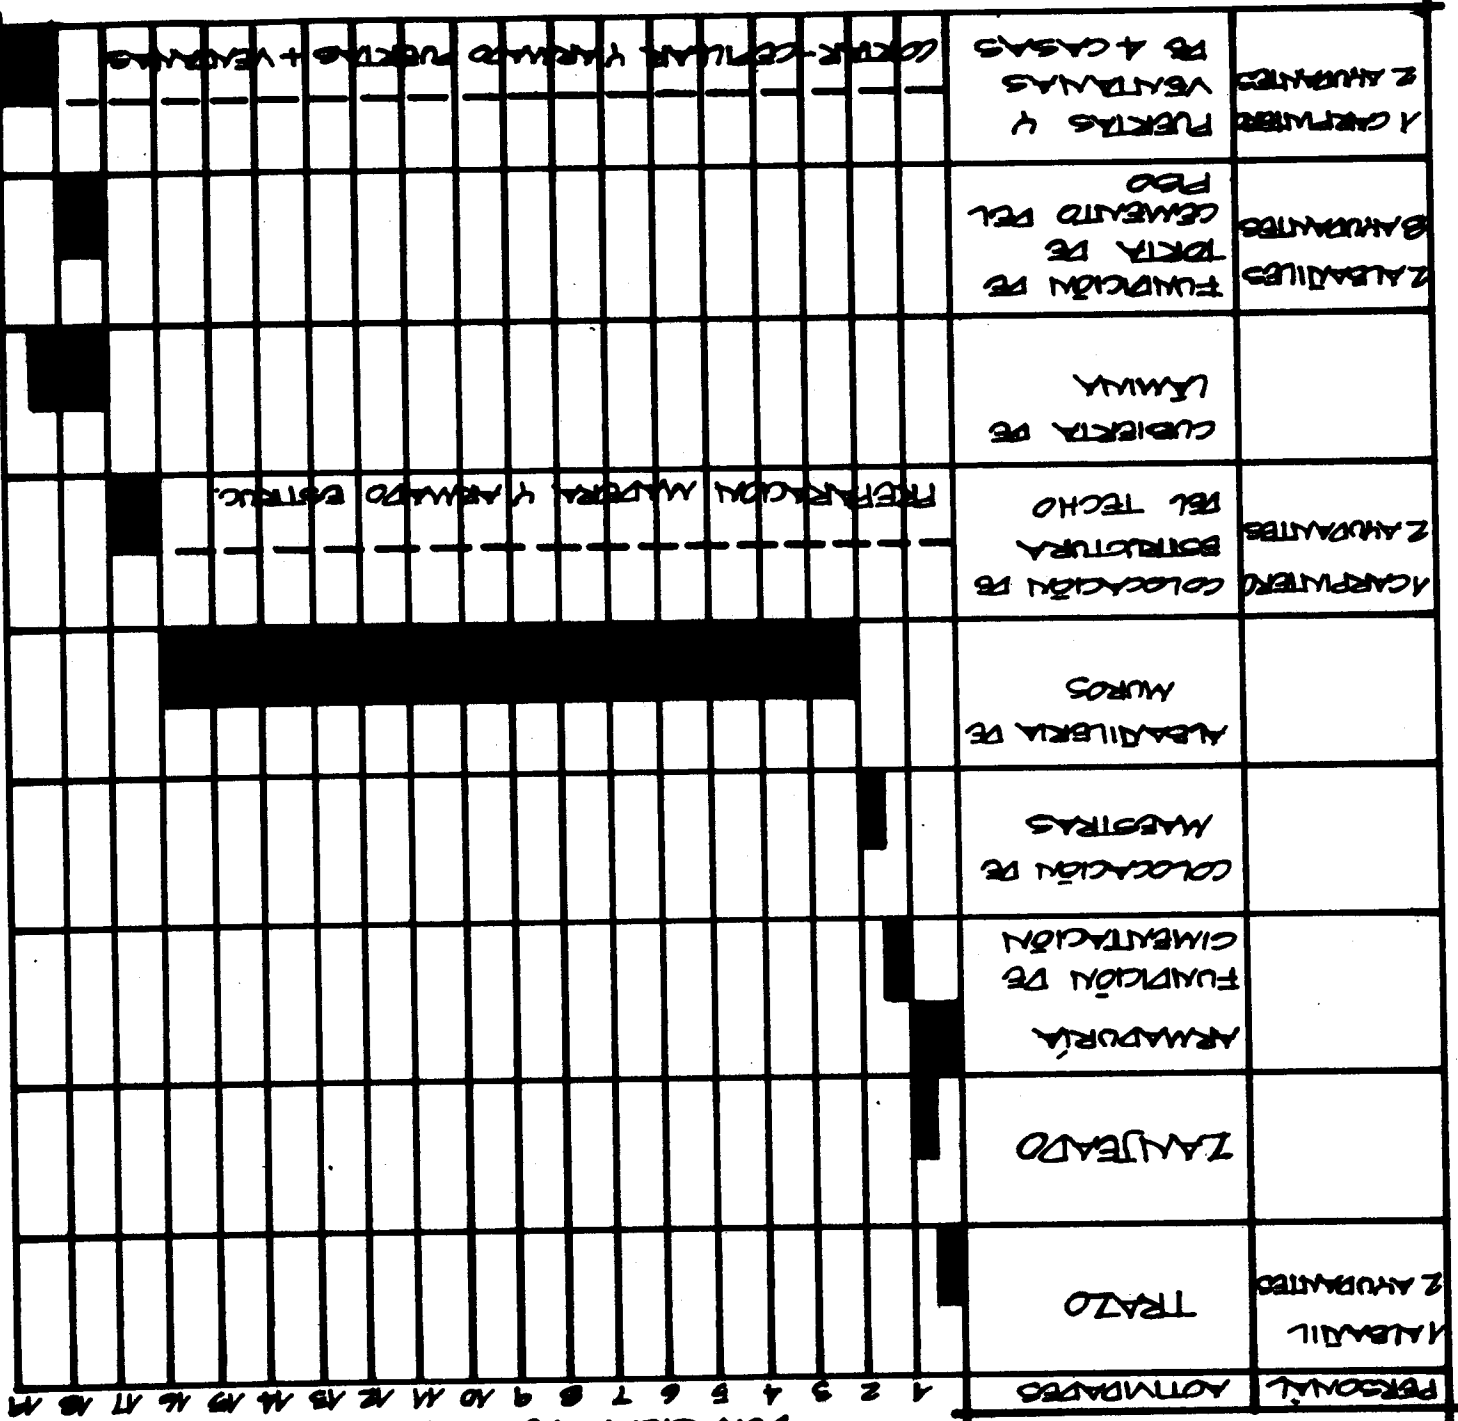 PERSONAL ACTIVIDADES 1 2 3 4 5 6 7 8 9 10 11 12 13 14 15 16 17 18 19
1 ALBAÑIL
2 AYUDANTES
TRAZO
ZANJEADO
ARMADURÍA
FUNDICIÓN DE
CIMENTACIÓN
COLOCACIÓN DE
MAESTRAS
ALBAÑILERIA DE
MUROS
1 CARPINTERO
2 AYUDANTES
COLOCACIÓN DE
ESTRUCTURA
DEL TECHO
PREPARACION MADERA Y ARMADO ESTRUC.
CUBIERTA DE
LÁMINA
2 ALBAÑILES
8 AYUDANTES
FUNDICIÓN DE
TORTA DE
CEMENTO DEL
PISO
1 CARPINTERO
2 AYUDANTES
PUERTAS Y
VENTANAS
DE 4 CASAS
CORTAR-CEPILLAR Y ARMADO PUERTAS + VENTANAS